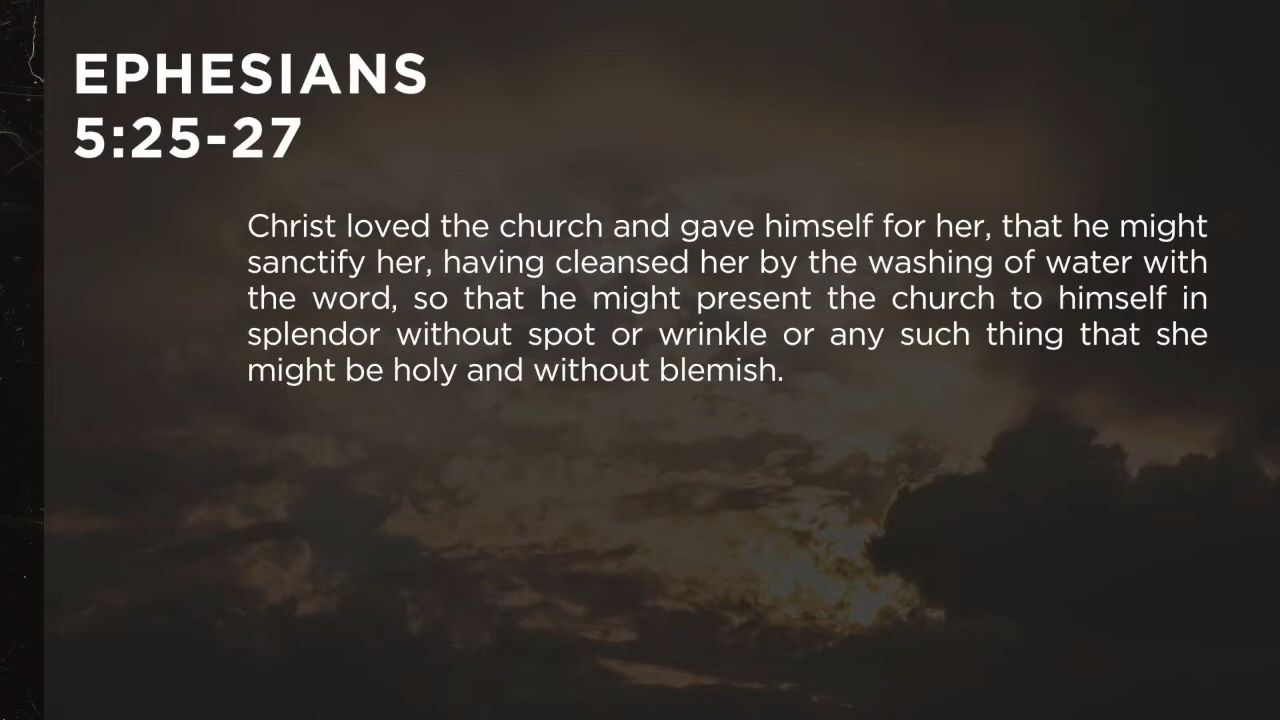 EPHESIANS
5:25-27
Christ loved the church and gave himself for her, that he might
sanctify her, having cleansed her by the washing of water with
the word, so that he might present the church to himself in
splendor without spot or wrinkle or any such thing that she
might be holy and without blemish.